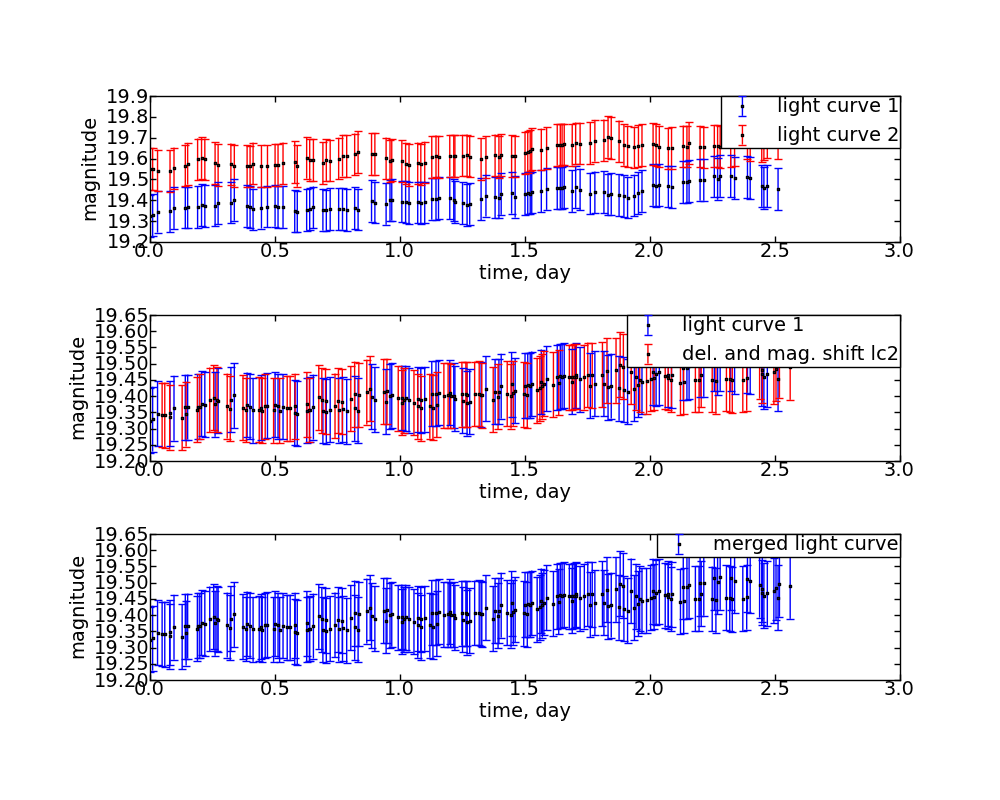 19.9
light curve 1
19.8
19.7
light curve 2
19.6
19.5
19.4
19.3
19.2
magnitude
0.0 0.5 1.0 1.5 2.0 2.5 3.0
time, day
19.65
light curve 1
19.60
19.55
del. and mag. shift lc2
19.50
19.45
19.40
19.35
19.30
19.25
19.20
magnitude
0.0 0.5 1.0 1.5 2.0 2.5 3.0
time, day
19.65
merged light curve
19.60
19.55
19.50
19.45
19.40
19.35
19.30
19.25
19.20
magnitude
0.0 0.5 1.0 1.5 2.0 2.5 3.0
time, day